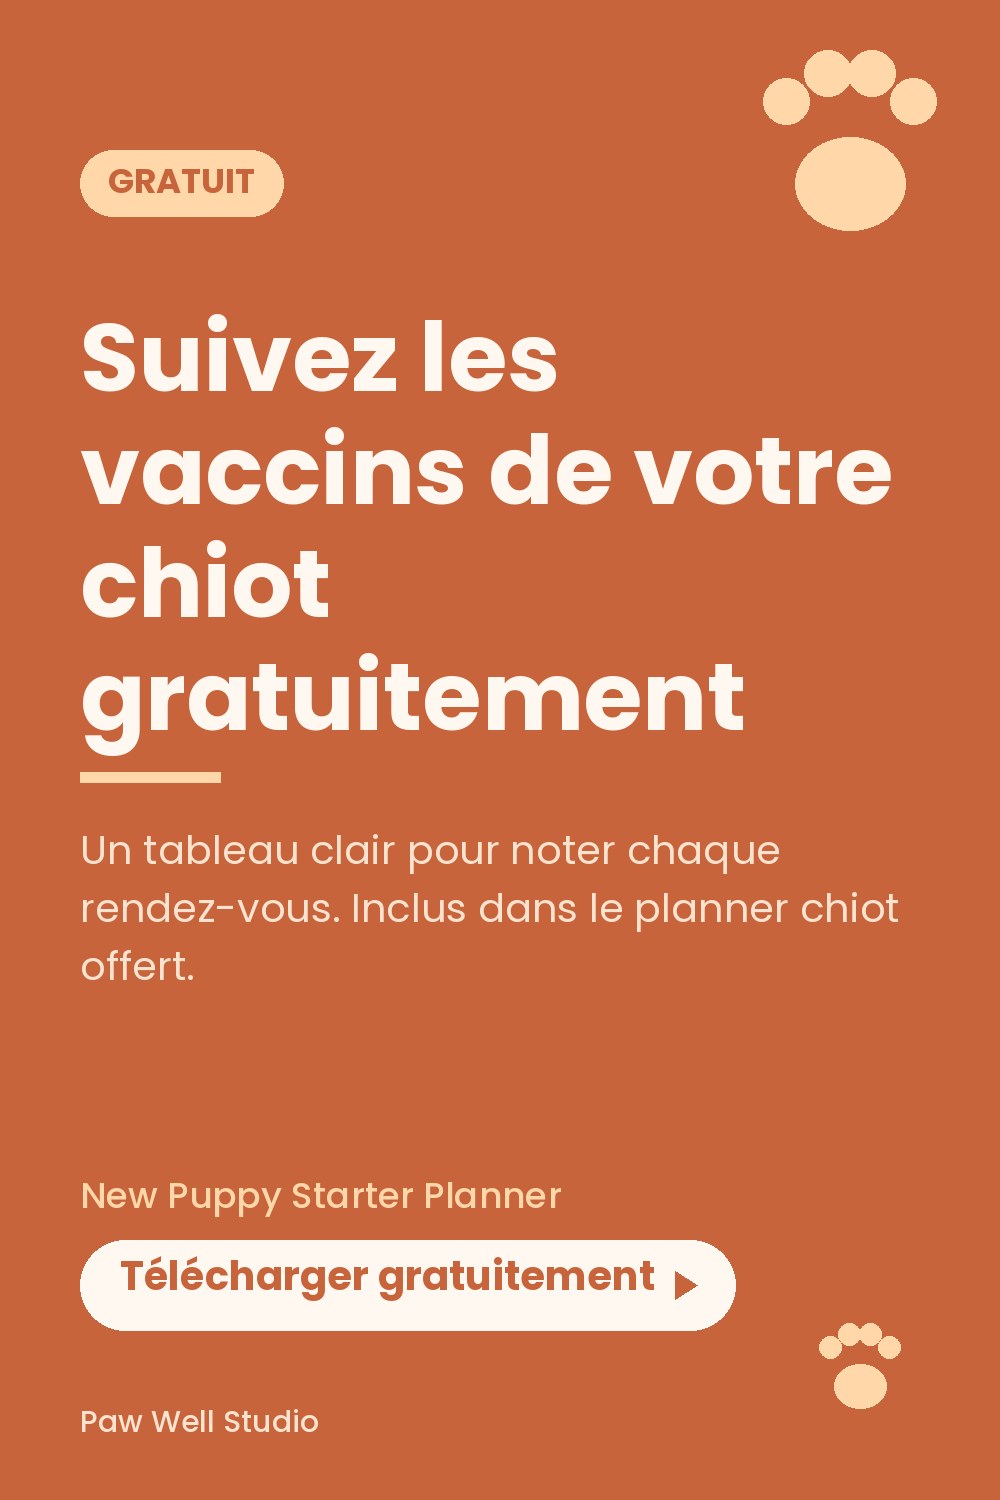 GRATUIT
Suivez les
vaccins de votre
chiot
gratuitement
Un tableau clair pour noter chaque
rendez-vous. Inclus dans le planner chiot
offert.
New Puppy Starter Planner
Télécharger gratuitement
Paw Well Studio